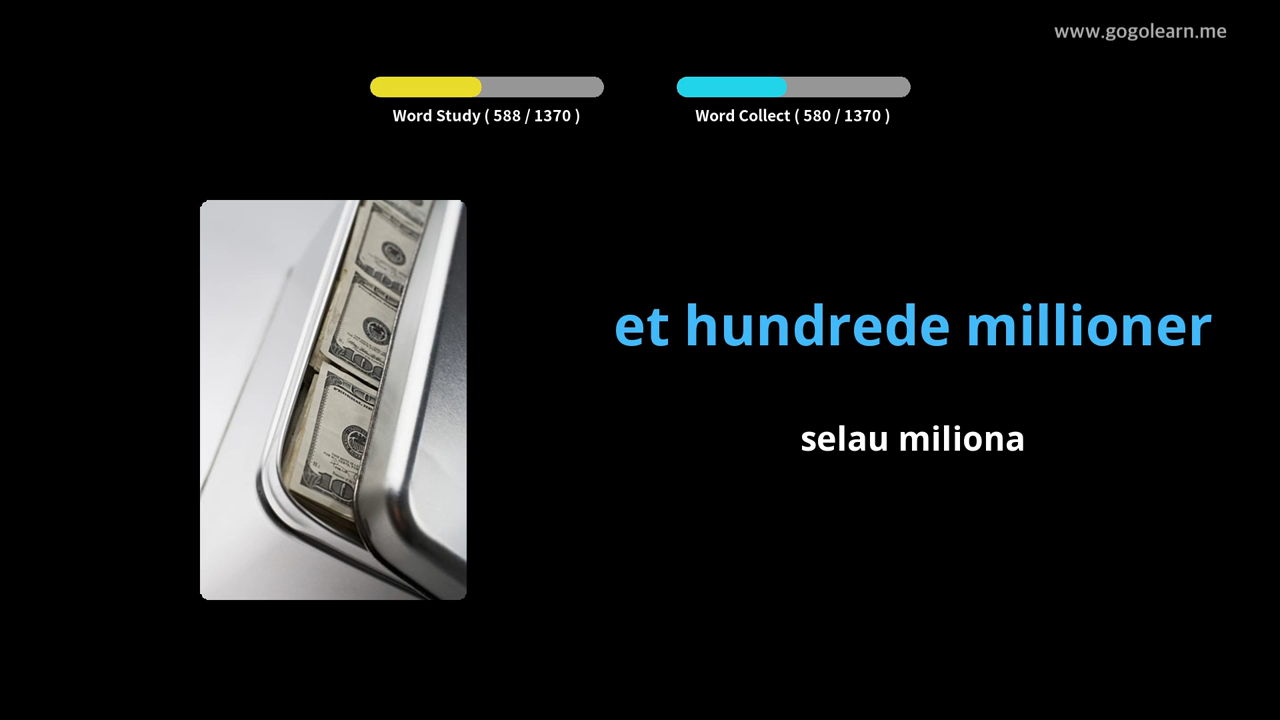 www.gogolearn.me
Word Study ( 588 / 1370 )
Word Collect ( 580 / 1370 )
et hundrede millioner
selau miliona